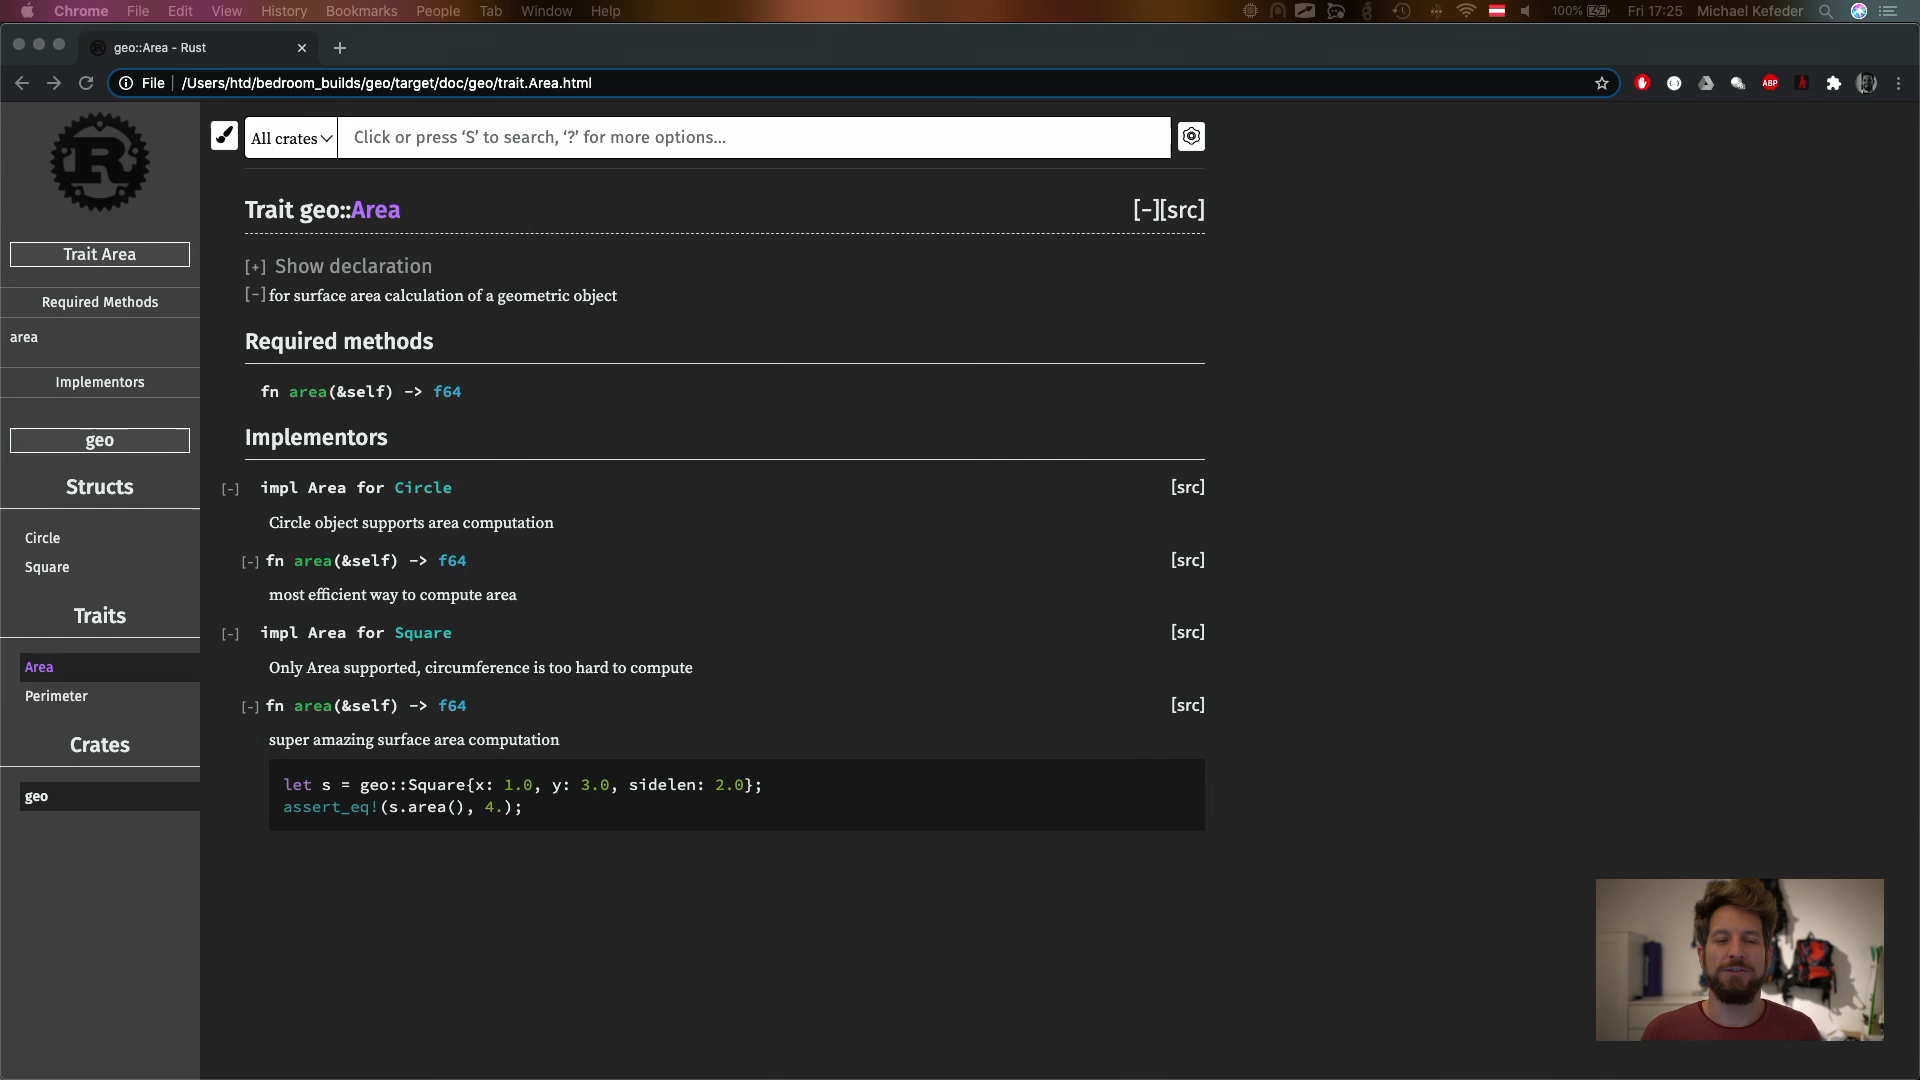 Chrome File Edit View History Bookmarks People Tab Window Help 100% Fri 17:25 Michael Kefeder
geo::Area - Rust
File /Users/htd/bedroom_builds/geo/target/doc/geo/trait.Area.html
ABP
R
All crates Click or press ‘S’ to search, ‘?’ for more options…
Trait geo::Area [−][src]
Trait Area
[+] Show declaration
[−] for surface area calculation of a geometric object
Required Methods
area
Required methods
fn area(&self) -> f64
Implementors
Implementors
geo
Structs
Circle
Square
Traits
Area
Perimeter
Crates
geo
[−] impl Area for Circle [src]
Circle object supports area computation
[−] fn area(&self) -> f64 [src]
most efficient way to compute area
[−] impl Area for Square [src]
Only Area supported, circumference is too hard to compute
[−] fn area(&self) -> f64 [src]
super amazing surface area computation
let s = geo::Square{x: 1.0, y: 3.0, sidelen: 2.0};
assert_eq!(s.area(), 4.);